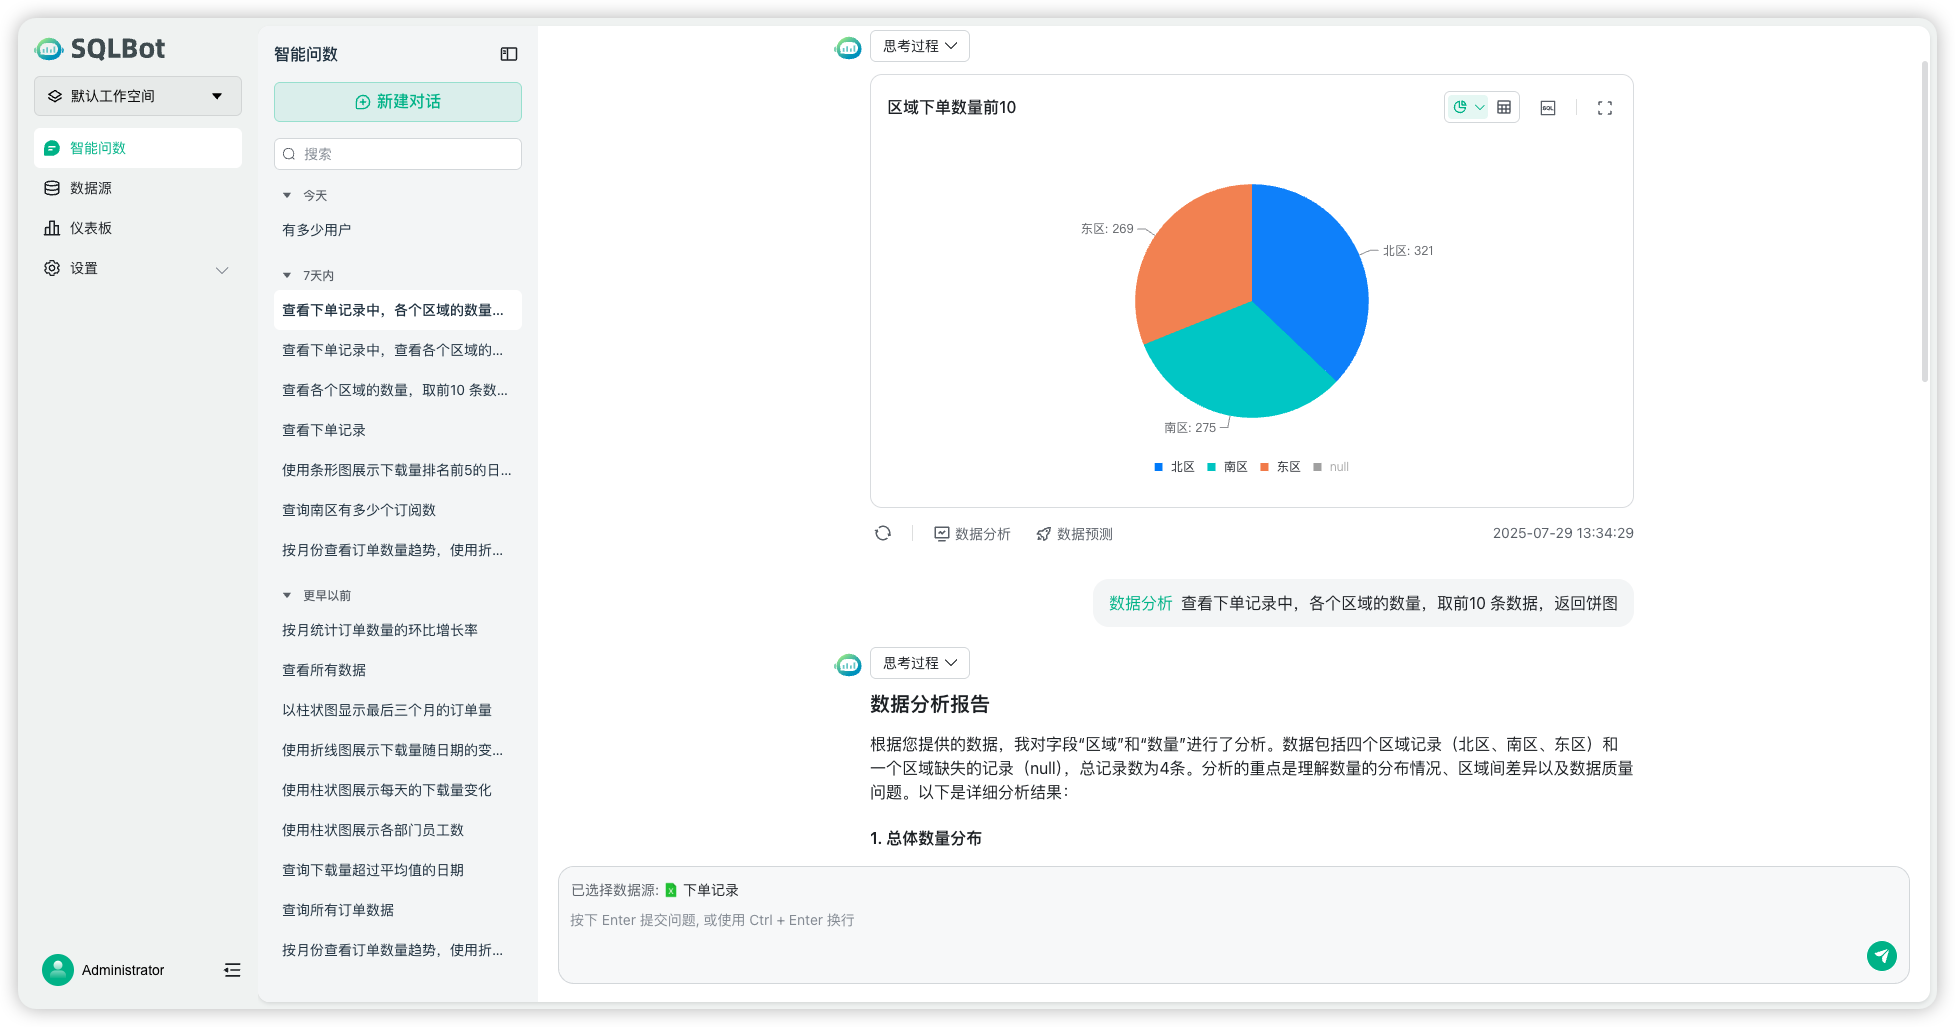 SQLBot
默认工作空间
智能问数
数据源
仪表板
设置
Administrator
智能问数
新建对话
搜索
今天
有多少用户
7天内
查看下单记录中，各个区域的数量...
查看下单记录中，查看各个区域的...
查看各个区域的数量，取前10 条数...
查看下单记录
使用条形图展示下载量排名前5的日...
查询南区有多少个订阅数
按月份查看订单数量趋势，使用折...
更早以前
按月统计订单数量的环比增长率
查看所有数据
以柱状图显示最后三个月的订单量
使用折线图展示下载量随日期的变...
使用柱状图展示每天的下载量变化
使用柱状图展示各部门员工数
查询下载量超过平均值的日期
查询所有订单数据
按月份查看订单数量趋势，使用折...
思考过程
区域下单数量前10
SQL
东区: 269
北区: 321
南区: 275
北区 南区 东区 null
数据分析 数据预测 2025-07-29 13:34:29
数据分析 查看下单记录中，各个区域的数量，取前10 条数据，返回饼图
思考过程
数据分析报告
根据您提供的数据，我对字段“区域”和“数量”进行了分析。数据包括四个区域记录（北区、南区、东区）和
一个区域缺失的记录（null），总记录数为4条。分析的重点是理解数量的分布情况、区域间差异以及数据质量
问题。以下是详细分析结果：
1. 总体数量分布
已选择数据源: 下单记录
按下 Enter 提交问题, 或使用 Ctrl + Enter 换行